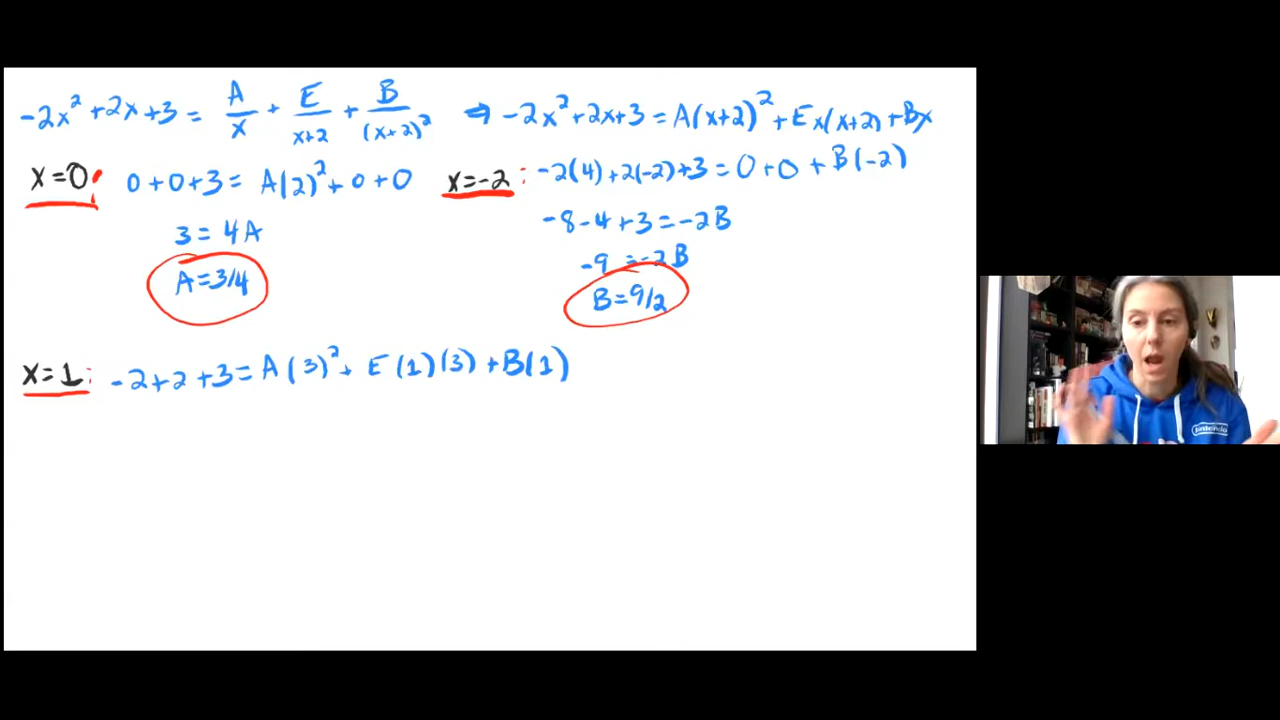 -2x² + 2x + 3 = A/x + E/(x+2) + B/(x+2)² ⇒ -2x² + 2x + 3 = A(x+2)² + Ex(x+2) + Bx
x=0: 0 + 0 + 3 = A(2)² + 0 + 0
3 = 4A
A = 3/4
x=-2: -2(4) + 2(-2) + 3 = 0 + 0 + B(-2)
-8 - 4 + 3 = -2B
-9 = -2B
B = 9/2
x=1: -2 + 2 + 3 = A(3)² + E(1)(3) + B(1)
Nintendo